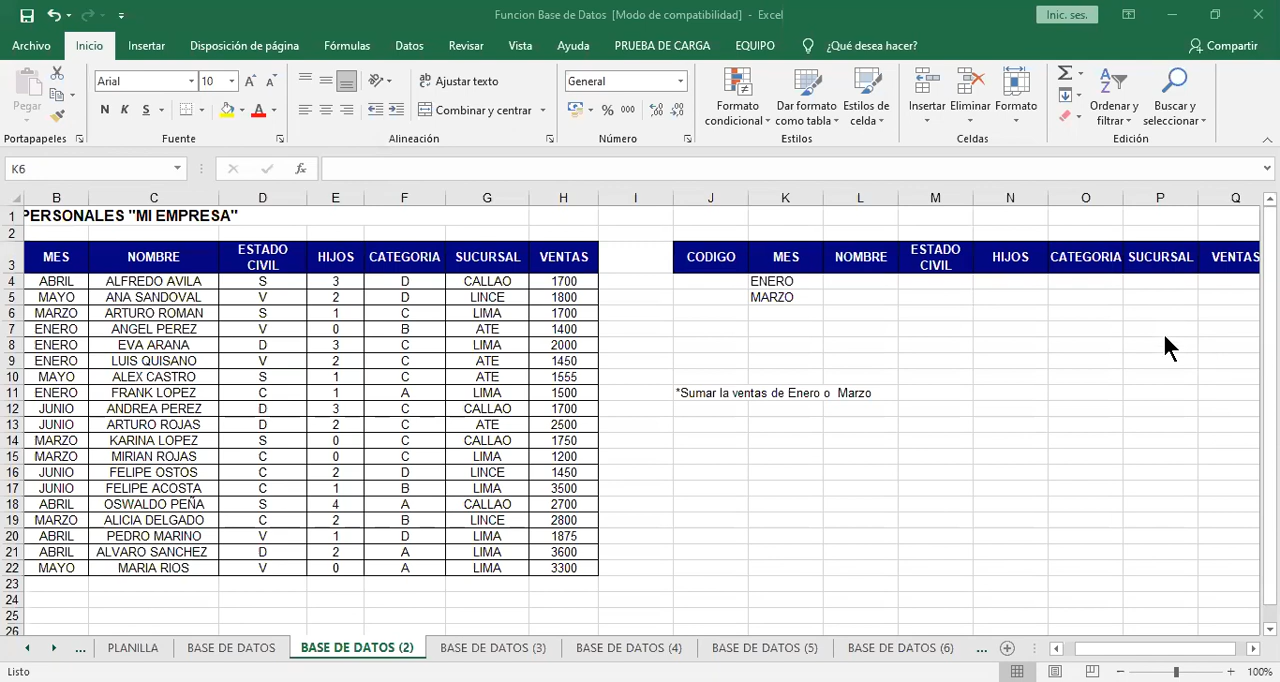 Funcion Base de Datos [Modo de compatibilidad] - Excel
Inic. ses.
Archivo Inicio Insertar Disposición de página Fórmulas Datos Revisar Vista Ayuda PRUEBA DE CARGA EQUIPO ¿Qué desea hacer? Compartir
Pegar
Arial 10
N K S
Ajustar texto
Combinar y centrar
General
% 000
Formato condicional
Dar formato como tabla
Estilos de celda
Insertar
Eliminar
Formato
Ordenar y filtrar
Buscar y seleccionar
Portapapeles Fuente Alineación Número Estilos Celdas Edición
K6 fx
B C D E F G H I J K L M N O P Q
1 PERSONALES "MI EMPRESA"
2
3 MES NOMBRE ESTADO CIVIL HIJOS CATEGORIA SUCURSAL VENTAS CODIGO MES NOMBRE ESTADO CIVIL HIJOS CATEGORIA SUCURSAL VENTAS
4 ABRIL ALFREDO AVILA S 3 D CALLAO 1700 ENERO
5 MAYO ANA SANDOVAL V 2 D LINCE 1800 MARZO
6 MARZO ARTURO ROMAN S 1 C LIMA 1700
7 ENERO ANGEL PEREZ V 0 B ATE 1400
8 ENERO EVA ARANA D 3 C LIMA 2000
9 ENERO LUIS QUISANO V 2 C ATE 1450
10 MAYO ALEX CASTRO S 1 C ATE 1555
11 ENERO FRANK LOPEZ C 1 A LIMA 1500 *Sumar la ventas de Enero o Marzo
12 JUNIO ANDREA PEREZ D 3 C CALLAO 1700
13 JUNIO ARTURO ROJAS D 2 C ATE 2500
14 MARZO KARINA LOPEZ S 0 C CALLAO 1750
15 MARZO MIRIAN ROJAS C 0 C LIMA 1200
16 JUNIO FELIPE OSTOS C 2 D LINCE 1450
17 JUNIO FELIPE ACOSTA C 1 B LIMA 3500
18 ABRIL OSWALDO PEÑA S 4 A CALLAO 2700
19 MARZO ALICIA DELGADO C 2 B LINCE 2800
20 ABRIL PEDRO MARINO V 1 D LIMA 1875
21 ABRIL ALVARO SANCHEZ D 2 A LIMA 3600
22 MAYO MARIA RIOS V 0 A LIMA 3300
23
24
25
26
... PLANILLA BASE DE DATOS BASE DE DATOS (2) BASE DE DATOS (3) BASE DE DATOS (4) BASE DE DATOS (5) BASE DE DATOS (6) ...
Listo 100%